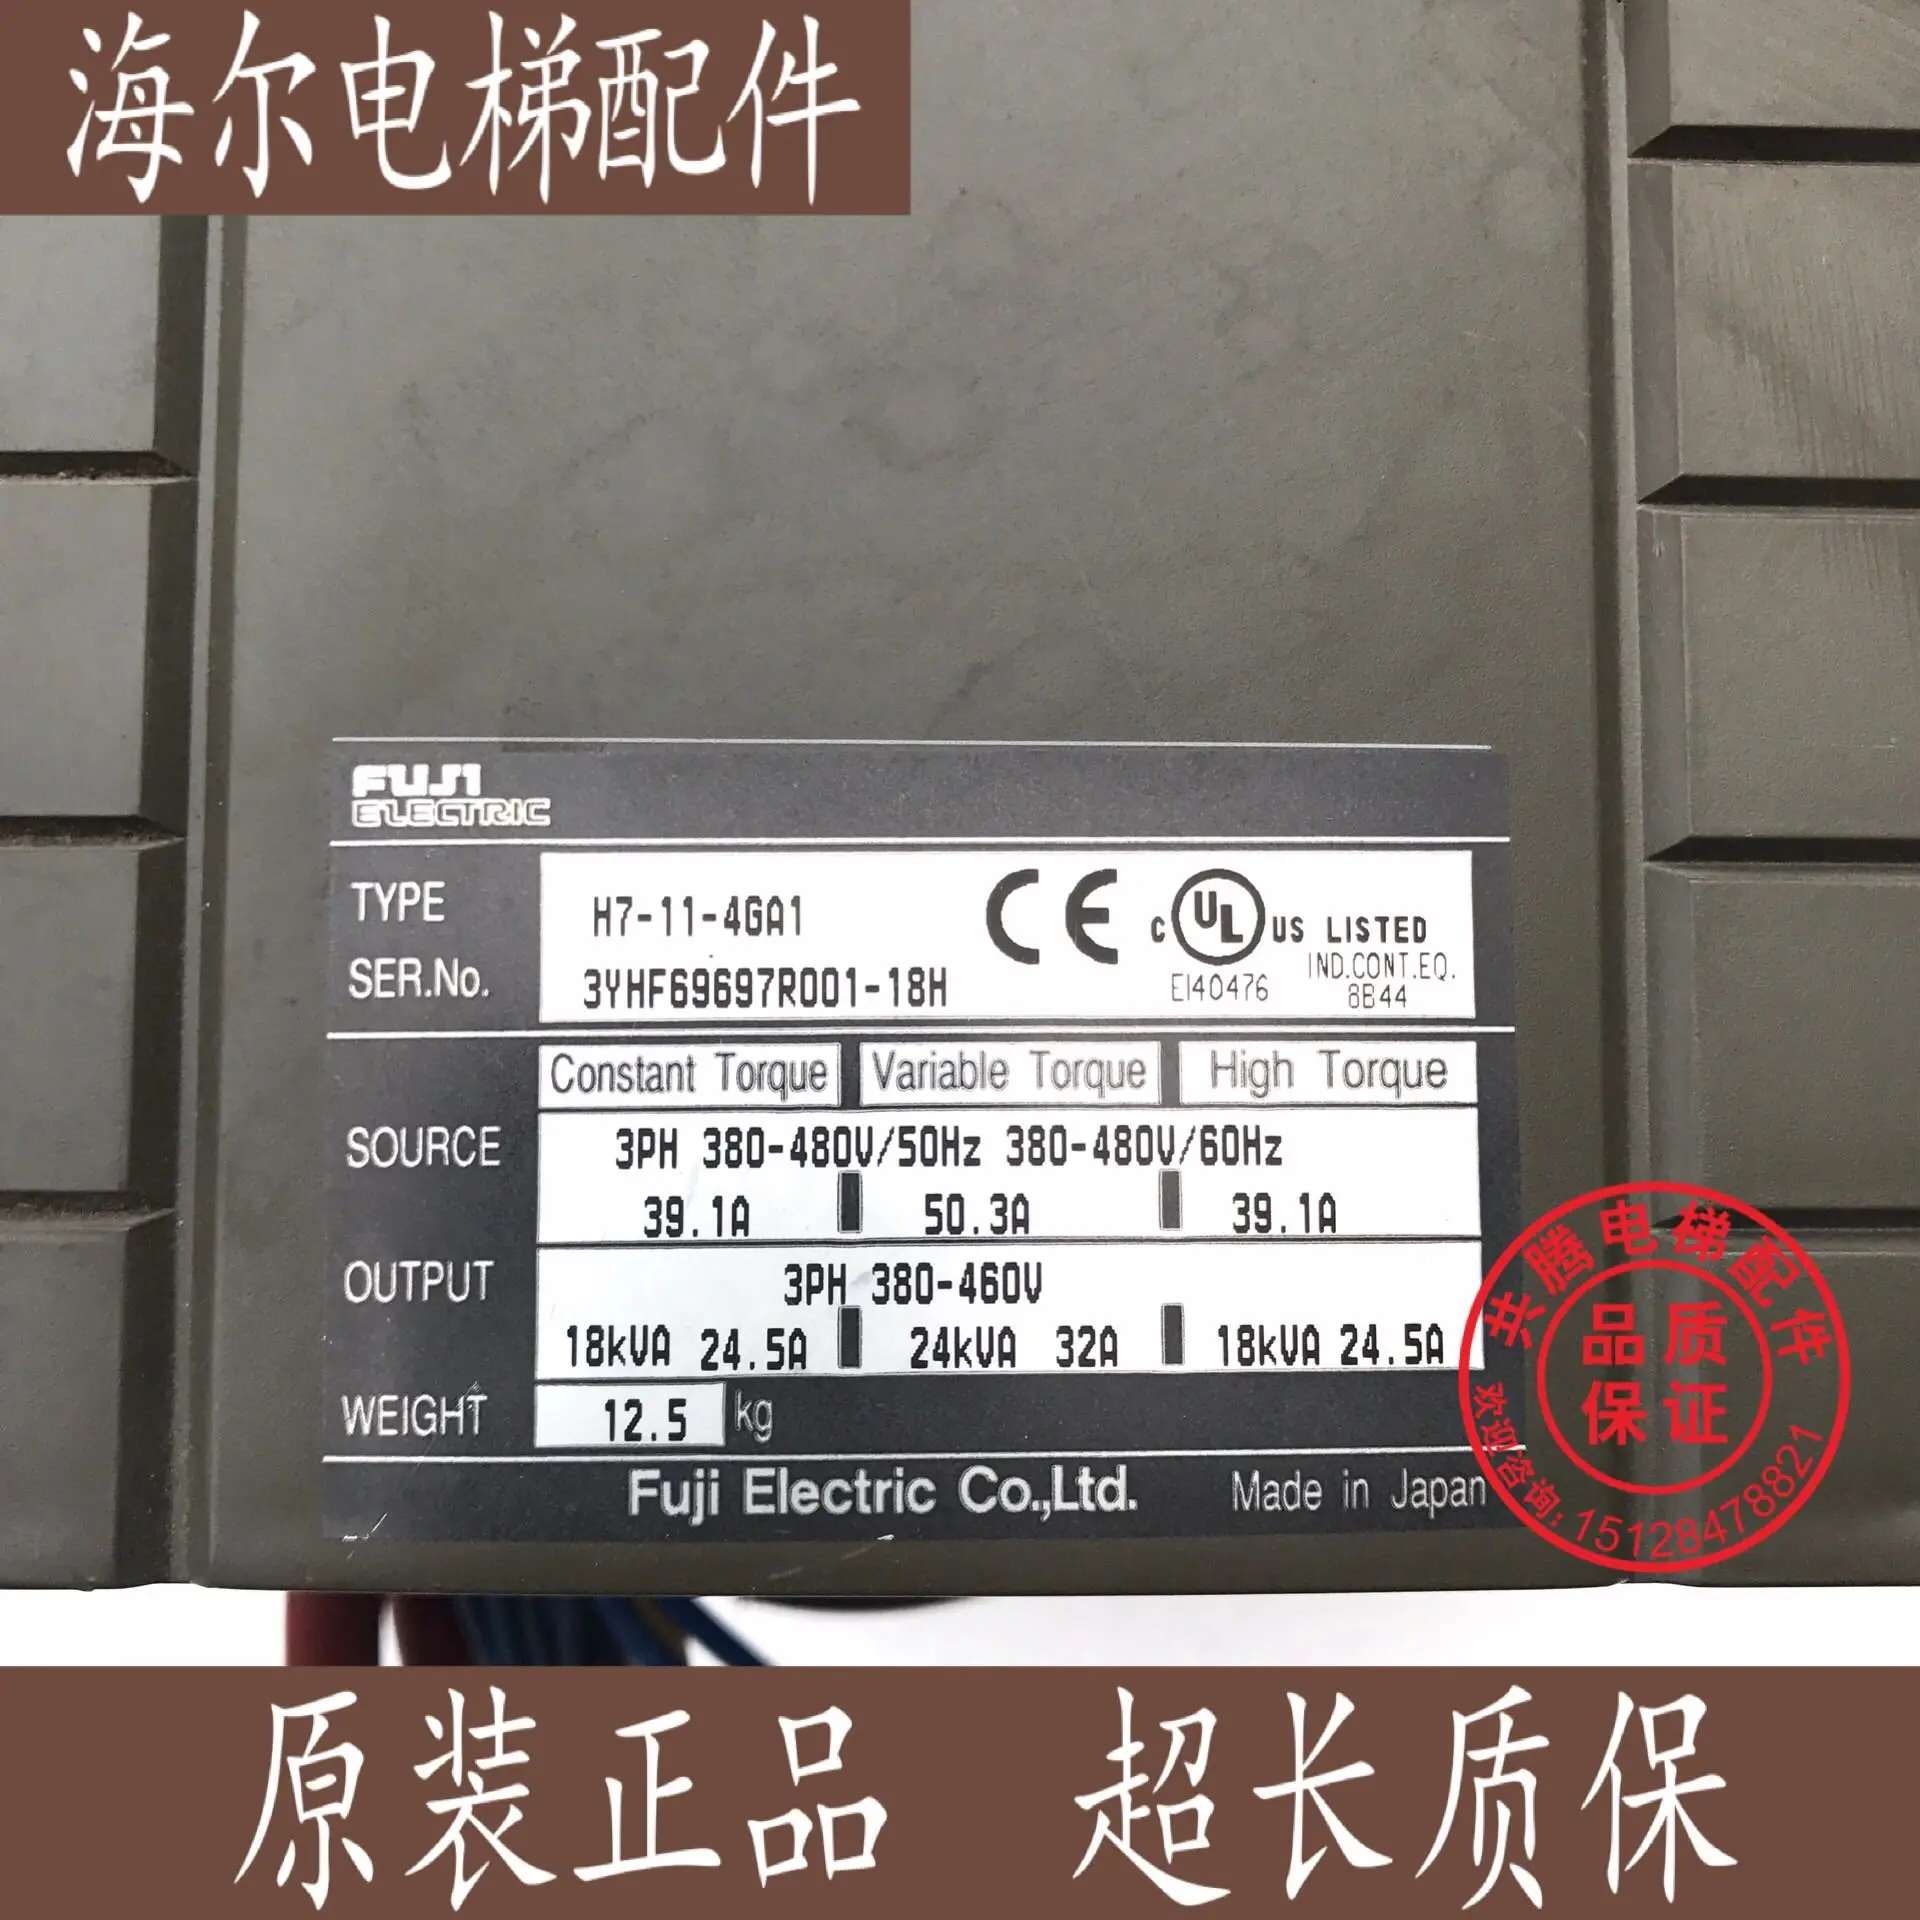 海尔电梯配件
FUJI
ELECTRIC
TYPE H7-11-4GA1
CE c UL US LISTED
SER.No. 3YHF69697R001-18H
E140476 IND.CONT.EQ.
8B44
Constant Torque Variable Torque High Torque
SOURCE 3PH 380-480V/50Hz 380-480V/60Hz
39.1A 50.3A 39.1A
OUTPUT 3PH 380-460V
18kVA 24.5A 24kVA 32A 18kVA 24.5A
WEIGHT 12.5 kg
Fuji Electric Co.,Ltd. Made in Japan
共腾电梯配件
品质
保证
欢迎咨询:15128478821
原装正品 超长质保